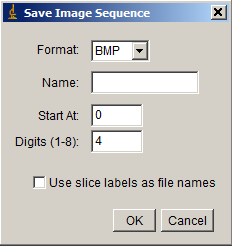 Save Image Sequence
Format: BMP
Name:
Start At: 0
Digits (1-8): 4
Use slice labels as file names
OK Cancel